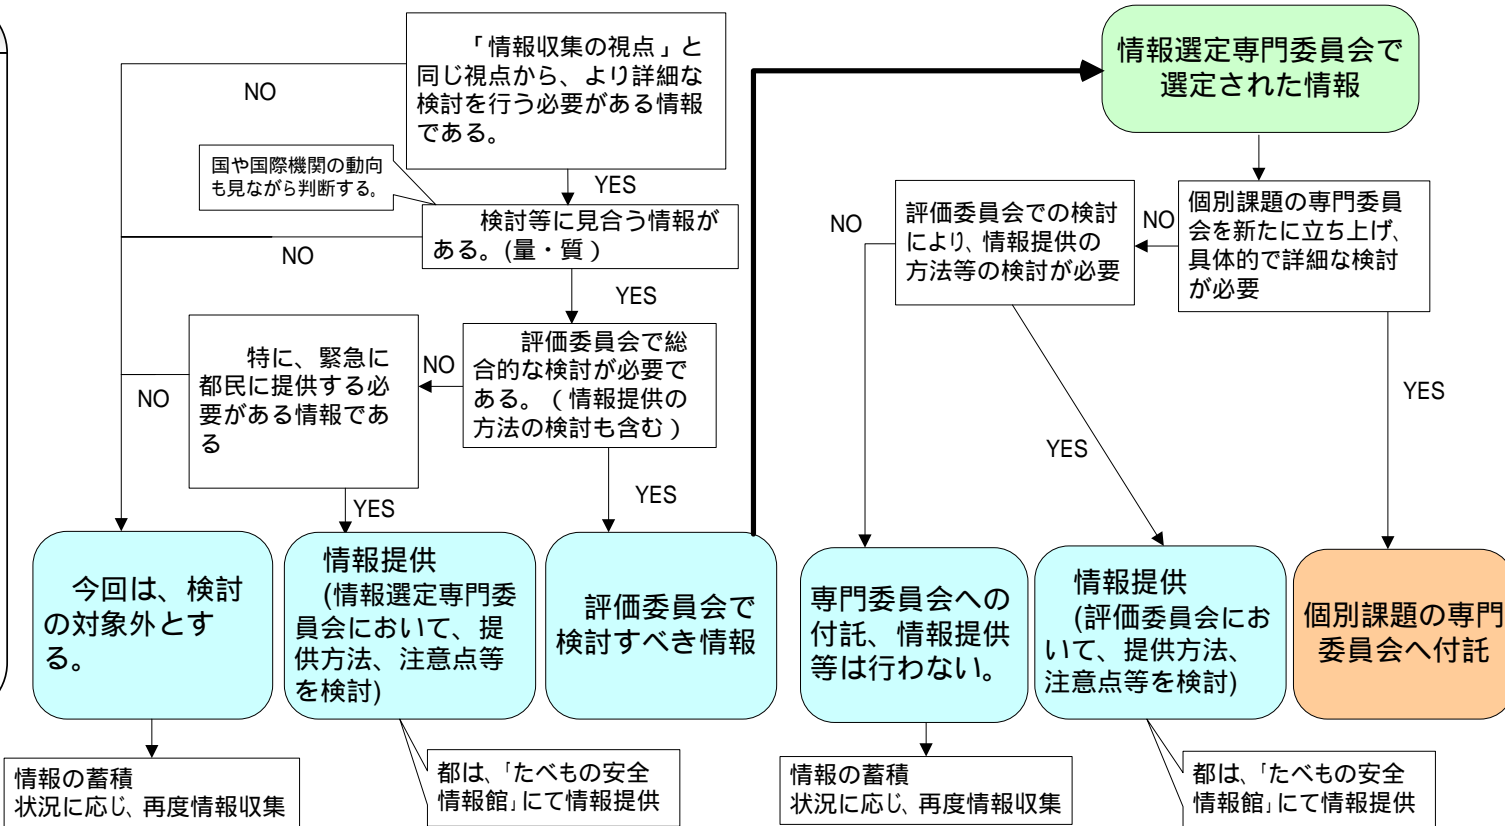 「情報収集の視点」と
同じ視点から、より詳細な
検討を行う必要がある情報
である。
NO
国や国際機関の動向
も見ながら判断する。
YES
検討等に見合う情報が
ある。(量・質)
NO
YES
評価委員会で総
合的な検討が必要で
ある。(情報提供の
方法の検討も含む)
NO
特に、緊急に
都民に提供する必
要がある情報であ
る
NO
YES
YES
今回は、検討
の対象外とす
る。
情報提供
(情報選定専門委
員会において、提
供方法、注意点等
を検討)
評価委員会で
検討すべき情報
情報の蓄積
状況に応じ、再度情報収集
都は、「たべもの安全
情報館」にて情報提供
情報選定専門委員会で
選定された情報
個別課題の専門委員
会を新たに立ち上げ、
具体的で詳細な検討
が必要
NO
評価委員会での検討
により、情報提供の
方法等の検討が必要
NO
YES
YES
専門委員会への
付託、情報提供
等は行わない。
情報提供
(評価委員会にお
いて、提供方法、
注意点等を検討)
個別課題の専門
委員会へ付託
情報の蓄積
状況に応じ、再度情報収集
都は、「たべもの安全
情報館」にて情報提供